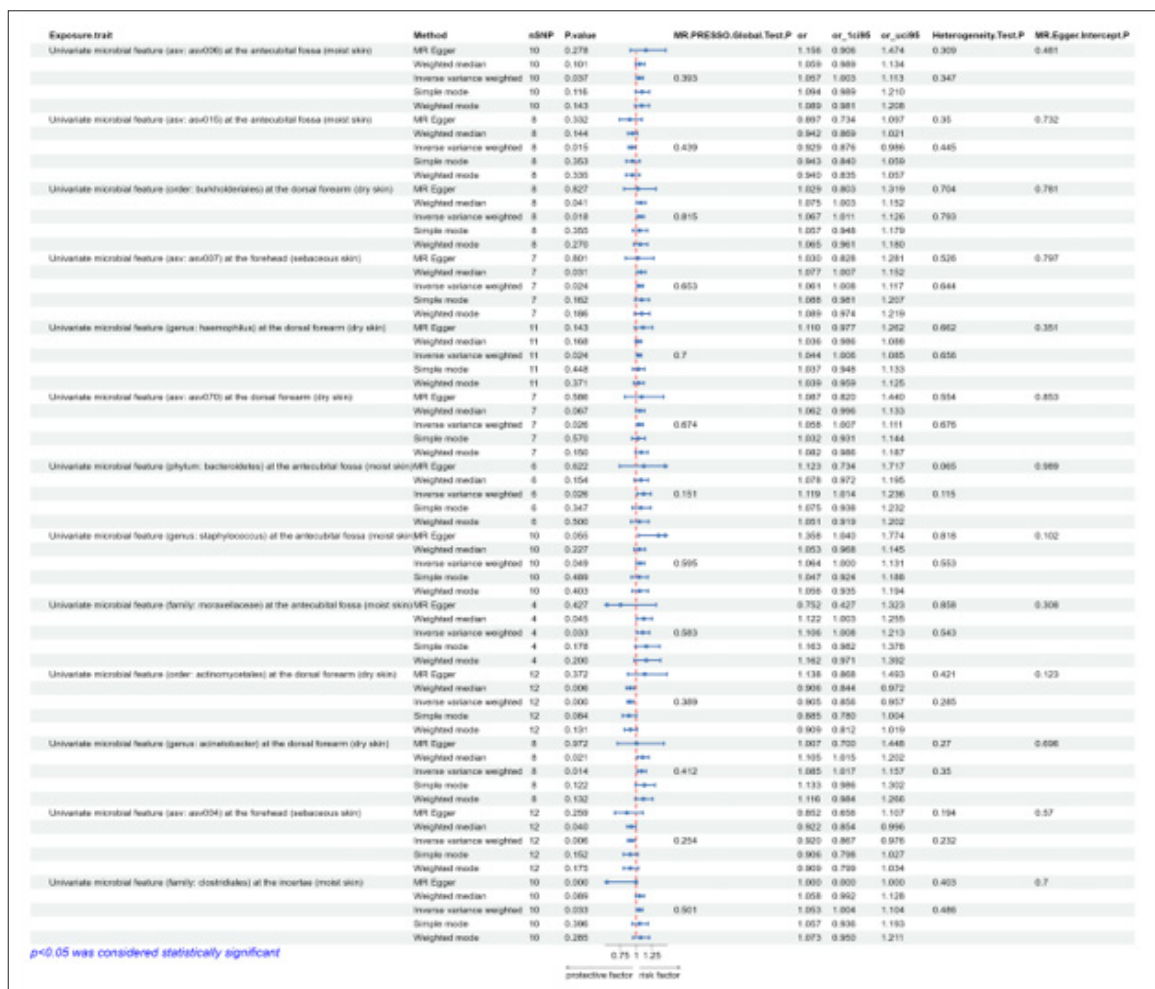 Exposure.trait Method nSNP P.value MR.PRESSO.Global.Test.P or or_1ci95 or_uci95 Heterogeneity.Test.P MR.Egger.Intercept.P
Univariate microbial feature (asv: asv006) at the antecubital fossa (moist skin) MR Egger 10 0.278 1.156 0.906 1.474 0.309 0.461
Weighted median 10 0.101 1.059 0.989 1.134
Inverse variance weighted 10 0.037 0.393 1.057 1.003 1.113 0.347
Simple mode 10 0.116 1.094 0.989 1.210
Weighted mode 10 0.143 1.089 0.981 1.208
Univariate microbial feature (asv: asv015) at the antecubital fossa (moist skin) MR Egger 8 0.332 0.897 0.734 1.097 0.35 0.732
Weighted median 8 0.144 0.942 0.869 1.021
Inverse variance weighted 8 0.015 0.439 0.929 0.876 0.986 0.445
Simple mode 8 0.353 0.943 0.840 1.059
Weighted mode 8 0.335 0.940 0.835 1.057
Univariate microbial feature (order: burkholderiales) at the dorsal forearm (dry skin) MR Egger 8 0.827 1.029 0.803 1.319 0.704 0.781
Weighted median 8 0.041 1.075 1.003 1.152
Inverse variance weighted 8 0.018 0.815 1.067 1.011 1.126 0.793
Simple mode 8 0.355 1.057 0.948 1.179
Weighted mode 8 0.270 1.065 0.961 1.180
Univariate microbial feature (asv: asv037) at the forehead (sebaceous skin) MR Egger 7 0.801 1.030 0.828 1.281 0.526 0.797
Weighted median 7 0.031 1.077 1.007 1.152
Inverse variance weighted 7 0.024 0.653 1.061 1.008 1.117 0.644
Simple mode 7 0.162 1.088 0.981 1.207
Weighted mode 7 0.186 1.089 0.974 1.219
Univariate microbial feature (genus: haemophilus) at the dorsal forearm (dry skin) MR Egger 11 0.143 1.110 0.977 1.262 0.662 0.351
Weighted median 11 0.168 1.036 0.986 1.088
Inverse variance weighted 11 0.024 0.7 1.044 1.006 1.085 0.656
Simple mode 11 0.448 1.037 0.948 1.133
Weighted mode 11 0.371 1.039 0.959 1.125
Univariate microbial feature (asv: asv070) at the dorsal forearm (dry skin) MR Egger 7 0.586 1.087 0.820 1.440 0.554 0.853
Weighted median 7 0.067 1.062 0.996 1.133
Inverse variance weighted 7 0.026 0.674 1.058 1.007 1.111 0.676
Simple mode 7 0.570 1.032 0.931 1.144
Weighted mode 7 0.150 1.082 0.986 1.187
Univariate microbial feature (phylum: bacteroidetes) at the antecubital fossa (moist skin) MR Egger 6 0.622 1.123 0.734 1.717 0.065 0.989
Weighted median 6 0.154 1.078 0.972 1.195
Inverse variance weighted 6 0.026 0.151 1.119 1.014 1.236 0.115
Simple mode 6 0.347 1.075 0.938 1.232
Weighted mode 6 0.500 1.051 0.919 1.202
Univariate microbial feature (genus: staphylococcus) at the antecubital fossa (moist skin) MR Egger 10 0.055 1.358 1.040 1.774 0.818 0.102
Weighted median 10 0.227 1.053 0.968 1.145
Inverse variance weighted 10 0.049 0.595 1.064 1.000 1.131 0.553
Simple mode 10 0.488 1.047 0.924 1.188
Weighted mode 10 0.403 1.056 0.935 1.194
Univariate microbial feature (family: moraxellaceae) at the antecubital fossa (moist skin) MR Egger 4 0.427 0.752 0.427 1.323 0.858 0.308
Weighted median 4 0.045 1.122 1.003 1.255
Inverse variance weighted 4 0.033 0.583 1.106 1.008 1.213 0.543
Simple mode 4 0.178 1.163 0.982 1.378
Weighted mode 4 0.200 1.162 0.971 1.392
Univariate microbial feature (order: actinomycetales) at the dorsal forearm (dry skin) MR Egger 12 0.372 1.138 0.868 1.493 0.421 0.123
Weighted median 12 0.006 0.906 0.844 0.972
Inverse variance weighted 12 0.000 0.389 0.905 0.856 0.957 0.285
Simple mode 12 0.084 0.885 0.780 1.004
Weighted mode 12 0.131 0.909 0.812 1.019
Univariate microbial feature (genus: acinetobacter) at the dorsal forearm (dry skin) MR Egger 8 0.972 1.007 0.700 1.448 0.27 0.696
Weighted median 8 0.021 1.105 1.015 1.202
Inverse variance weighted 8 0.014 0.412 1.085 1.017 1.157 0.35
Simple mode 8 0.122 1.133 0.986 1.302
Weighted mode 8 0.132 1.116 0.984 1.266
Univariate microbial feature (asv: asv004) at the forehead (sebaceous skin) MR Egger 12 0.259 0.852 0.656 1.107 0.194 0.57
Weighted median 12 0.040 0.922 0.854 0.996
Inverse variance weighted 12 0.006 0.254 0.920 0.867 0.976 0.232
Simple mode 12 0.152 0.906 0.798 1.027
Weighted mode 12 0.175 0.909 0.799 1.034
Univariate microbial feature (family: clostridiales) at the incertae (moist skin) MR Egger 10 0.000 1.000 0.000 1.000 0.403 0.7
Weighted median 10 0.089 1.058 0.992 1.128
Inverse variance weighted 10 0.033 0.501 1.053 1.004 1.104 0.486
Simple mode 10 0.396 1.057 0.936 1.193
Weighted mode 10 0.285 1.073 0.950 1.211
p<0.05 was considered statistically significant
0.75 1 1.25
protective factor risk factor